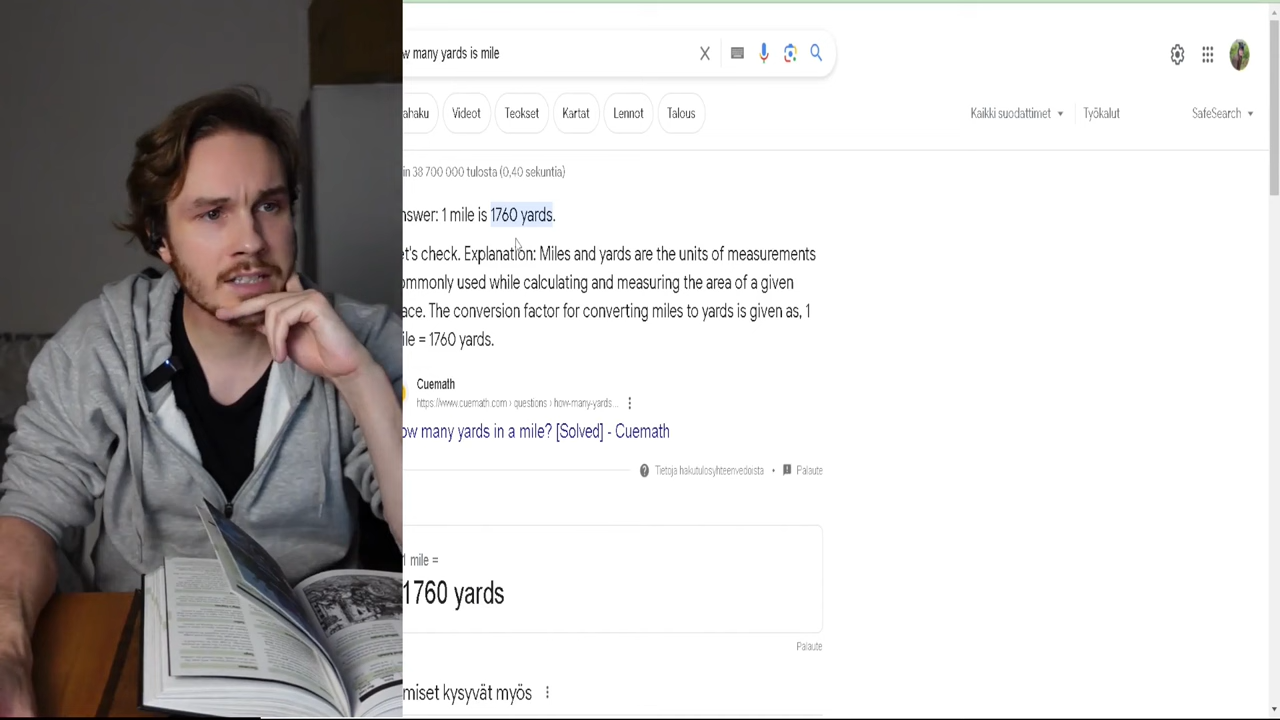 w many yards is mile
ahaku
Videot
Teokset
Kartat
Lennot
Talous
Kaikki suodattimet
Työkalut
SafeSearch
in 38 700 000 tulosta (0,40 sekuntia)
nswer: 1 mile is 1760 yards.
et's check. Explanation: Miles and yards are the units of measurements
ommonly used while calculating and measuring the area of a given
ace. The conversion factor for converting miles to yards is given as, 1
ile = 1760 yards.
Cuemath
https://www.cuemath.com › questions › how-many-yards...
ow many yards in a mile? [Solved] - Cuemath
Tietoja hakutulosyhteenvedoista • Palaute
1 mile =
1760 yards
Palaute
miset kysyvät myös